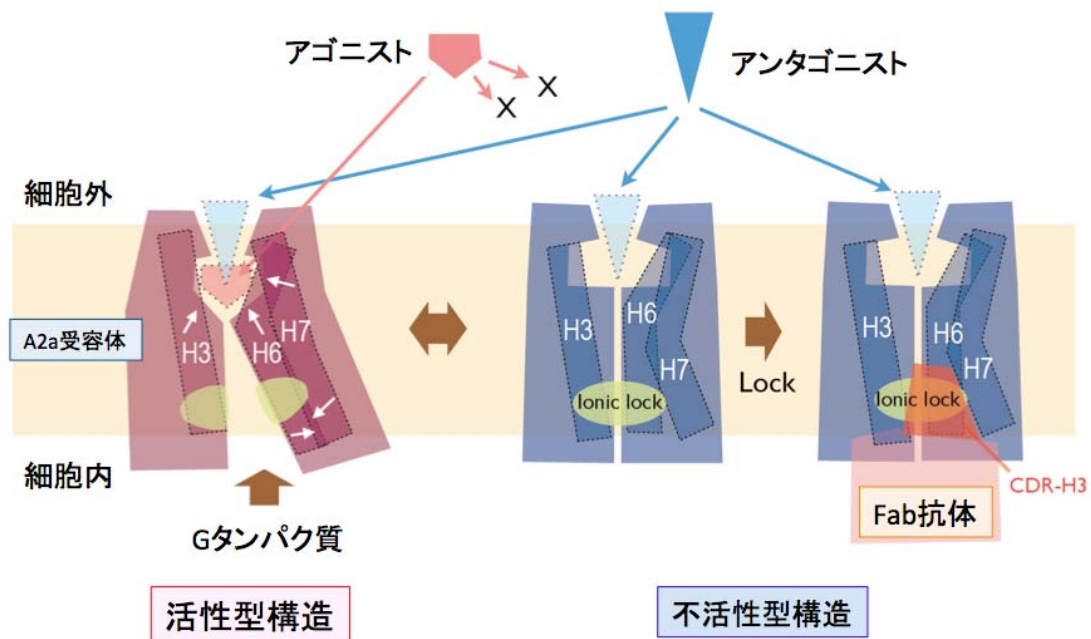 アゴニスト
アンタゴニスト
X
X
細胞外
A2a受容体
H3
H6
H7
H3
H6
H7
Ionic lock
Lock
H3
H6
H7
Ionic lock
CDR-H3
細胞内
Gタンパク質
Fab抗体
活性型構造
不活性型構造